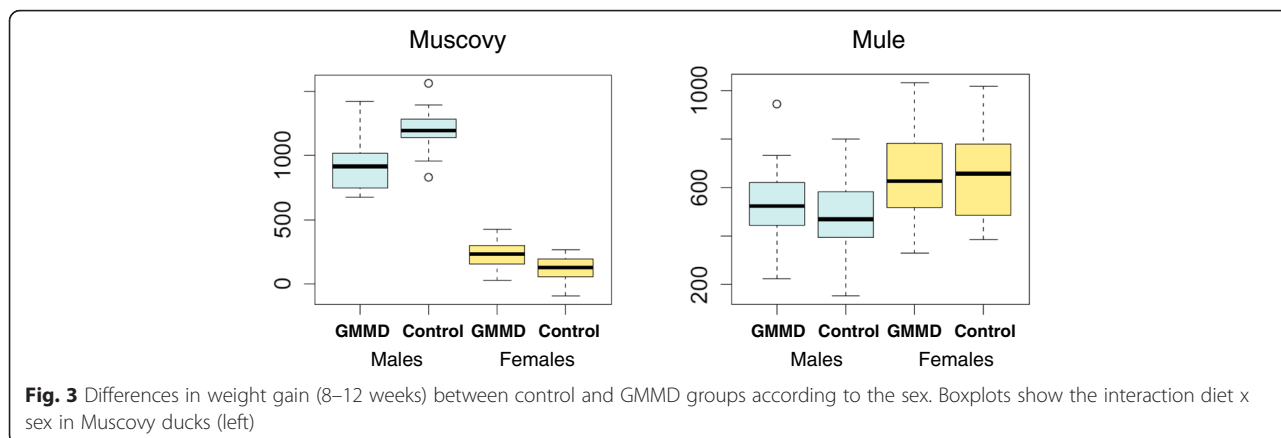 Muscovy
Mule
1000
500
0
GMMD Control GMMD Control
Males Females
1000
600
200
GMMD Control GMMD Control
Males Females
Fig. 3 Differences in weight gain (8–12 weeks) between control and GMMD groups according to the sex. Boxplots show the interaction diet x
sex in Muscovy ducks (left)